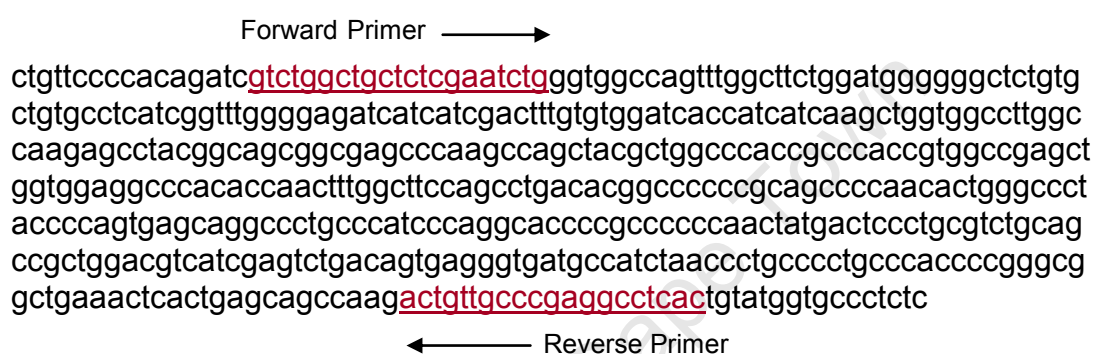 Forward Primer
ctgttccccacagatcgtctggctgctctcgaatctgggtggccagtttggcttctggatggggggctctgtg
ctgtgcctcatcggtttggggagatcatcatcgactttgtgtggatcaccatcatcaagctggtggccttggc
caagagcctacggcagcggcgagcccaagccagctacgctggcccaccgcccaccgtggccgagct
ggtggaggcccacaccaactttggcttccagcctgacacggccccccgcagccccaacactgggccct
accccagtgagcaggccctgcccatcccaggcaccccgccccccaactatgactccctgcgtctgcag
ccgctggacgtcatcgagtctgacagtgagggtgatgccatctaaccctgcccctgcccaccccgggcg
gctgaaactcactgagcagccaagactgttgcccgaggcctcactgtatggtgccctctc
Reverse Primer